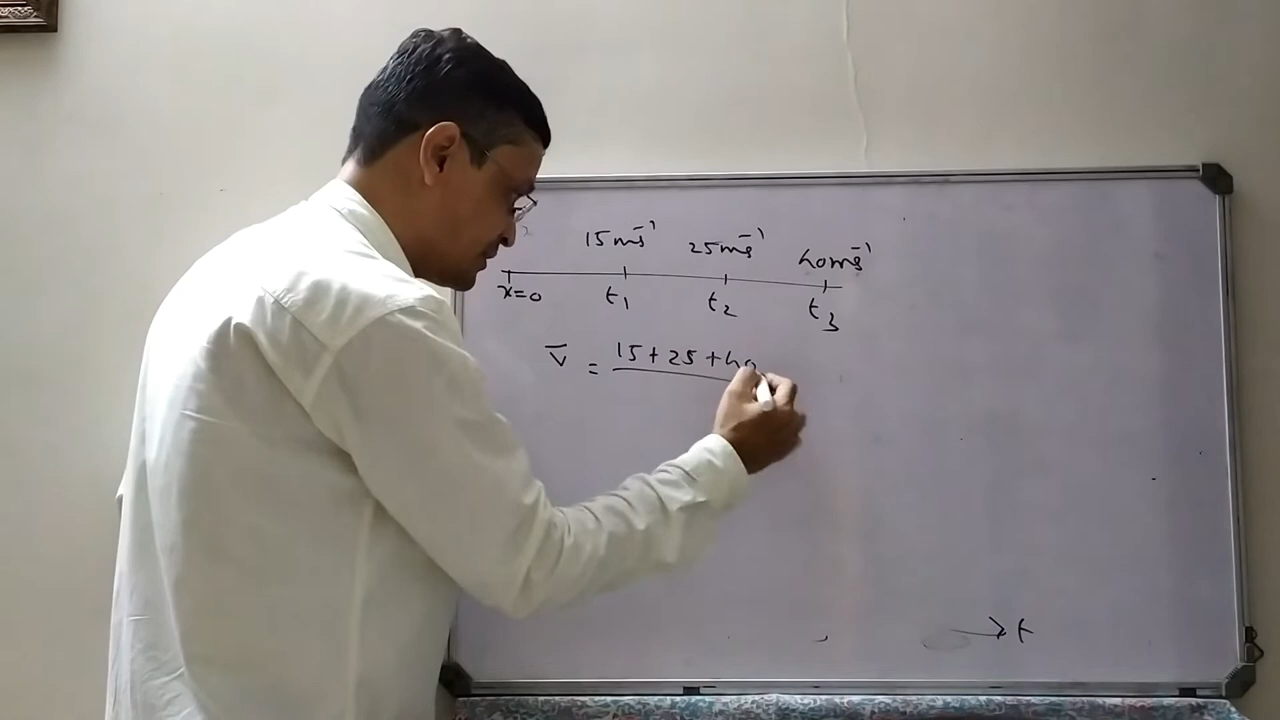 15ms⁻¹ 25ms⁻¹ 40ms⁻¹
x=0 t₁ t₂ t₃
v̅ = 15+25+40
→ t